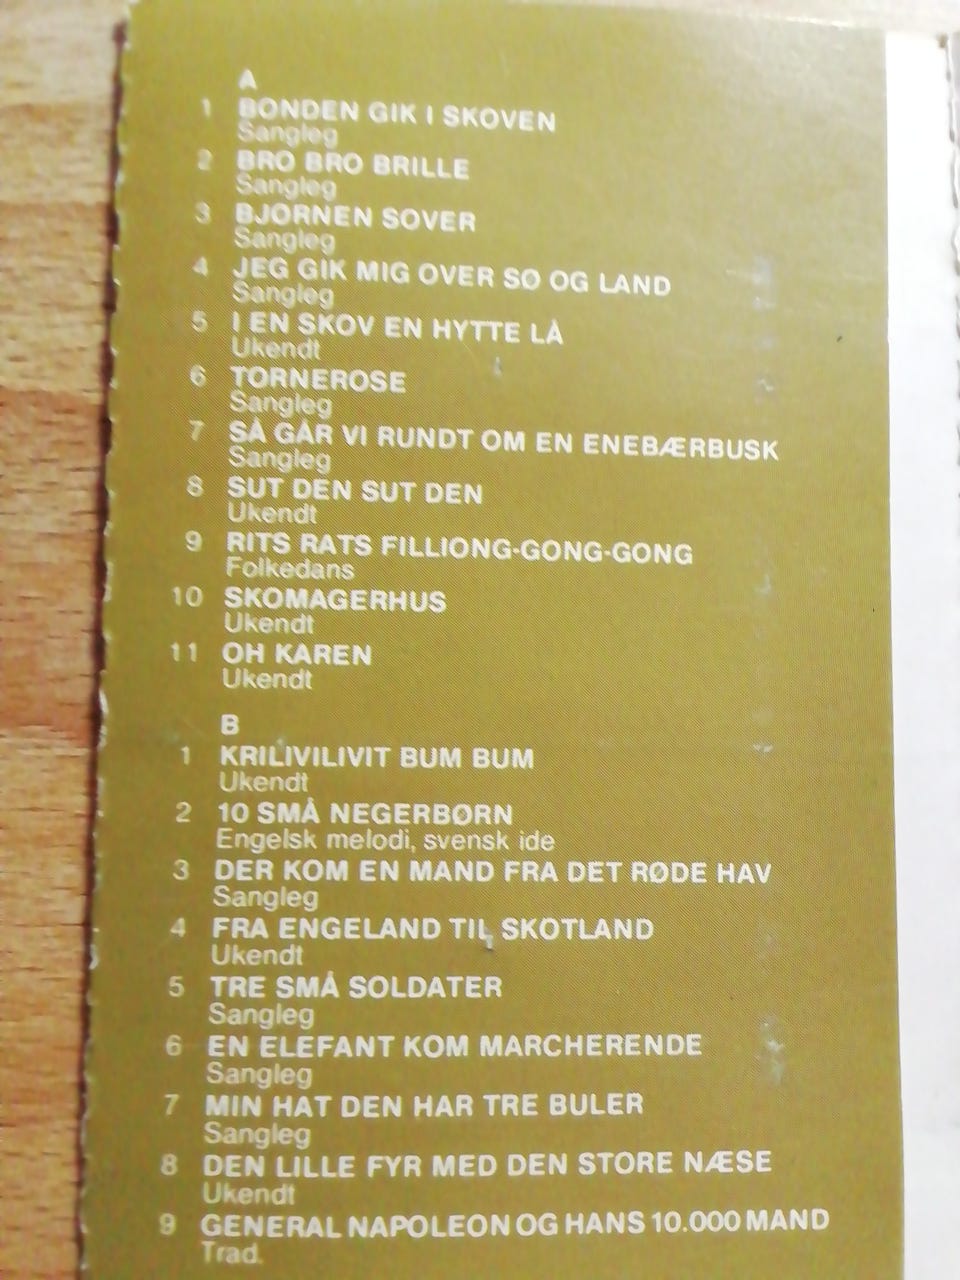 A
1 BONDEN GIK I SKOVEN
Sangleg
2 BRO BRO BRILLE
Sangleg
3 BJØRNEN SOVER
Sangleg
4 JEG GIK MIG OVER SØ OG LAND
Sangleg
5 I EN SKOV EN HYTTE LÅ
Ukendt
6 TORNEROSE
Sangleg
7 SÅ GÅR VI RUNDT OM EN ENEBÆRBUSK
Sangleg
8 SUT DEN SUT DEN
Ukendt
9 RITS RATS FILLIONG-GONG-GONG
Folkedans
10 SKOMAGERHUS
Ukendt
11 OH KAREN
Ukendt
B
1 KRILIVILIVIT BUM BUM
Ukendt
2 10 SMÅ NEGERBØRN
Engelsk melodi, svensk ide
3 DER KOM EN MAND FRA DET RØDE HAV
Sangleg
4 FRA ENGELAND TIL SKOTLAND
Ukendt
5 TRE SMÅ SOLDATER
Sangleg
6 EN ELEFANT KOM MARCHERENDE
Sangleg
7 MIN HAT DEN HAR TRE BULER
Sangleg
8 DEN LILLE FYR MED DEN STORE NÆSE
Ukendt
9 GENERAL NAPOLEON OG HANS 10.000 MAND
Trad.